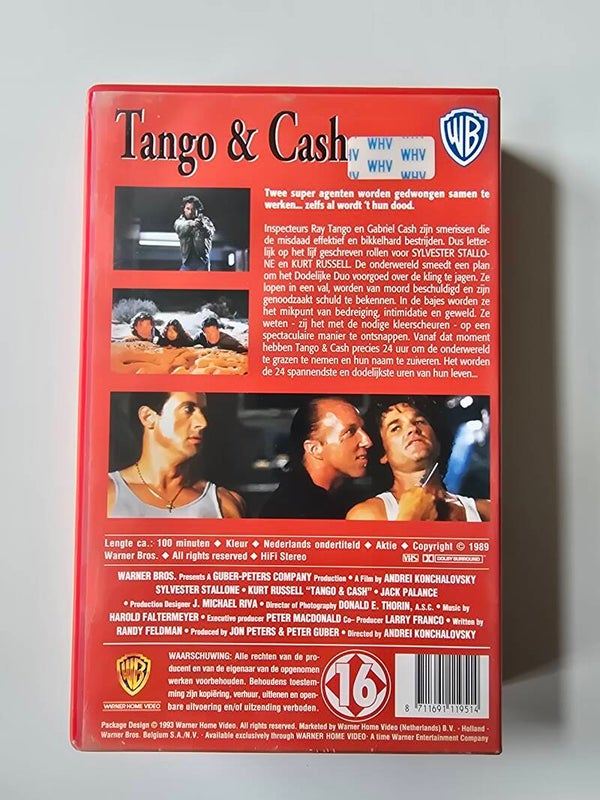 Tango & Cash
WHV WHV
WHV WHV
WB
Twee super agenten worden gedwongen samen te
werken... zelfs al wordt 't hun dood.
Inspecteurs Ray Tango en Gabriel Cash zijn smerissen die
de misdaad effektief en bikkelhard bestrijden. Dus letter-
lijk op het lijf geschreven rollen voor SYLVESTER STALLO-
NE en KURT RUSSELL. De onderwereld smeedt een plan
om het Dodelijke Duo voorgoed over de kling te jagen. Ze
lopen in een val, worden van moord beschuldigd en zijn
genoodzaakt schuld te bekennen. In de bajes worden ze
het mikpunt van bedreiging, intimidatie en geweld. Ze
weten - zij het met de nodige kleerscheuren - op een
spectaculaire manier te ontsnappen. Vanaf dat moment
hebben Tango & Cash precies 24 uur om de onderwereld
te grazen te nemen en hun naam te zuiveren. Het worden
de 24 spannendste en dodelijkste uren van hun leven...
Lengte ca.: 100 minuten ◆ Kleur ◆ Nederlands ondertiteld ◆ Aktie ◆ Copyright © 1989
Warner Bros. ◆ All rights reserved ◆ HiFi Stereo
VHS DOLBY SURROUND
WARNER BROS. Presents A GUBER-PETERS COMPANY Production • A Film by ANDREI KONCHALOVSKY
SYLVESTER STALLONE • KURT RUSSELL "TANGO & CASH" • JACK PALANCE
• Production Designer J. MICHAEL RIVA • Director of Photography DONALD E. THORIN, A.S.C. • Music by
HAROLD FALTERMEYER • Executive producer PETER MACDONALD Co- Producer LARRY FRANCO • Written by
RANDY FELDMAN • Produced by JON PETERS & PETER GUBER • Directed by ANDREI KONCHALOVSKY
WB
WARNER HOME VIDEO
WAARSCHUWING: Alle rechten van de pro-
ducent en van de eigenaar van de opgenomen
werken voorbehouden. Behoudens toestem-
ming zijn kopiëring, verhuur, uitlenen en open-
bare uitvoering en/of uitzending verboden.
16
8 711691 119514
Package Design © 1993 Warner Home Video. All rights reserved. Marketed by Warner Home Video (Netherlands) B.V. - Holland -
Warner Bros. Belgium S.A./N.V. - Available exclusively through WARNER HOME VIDEO· A time Warner Entertainment Company